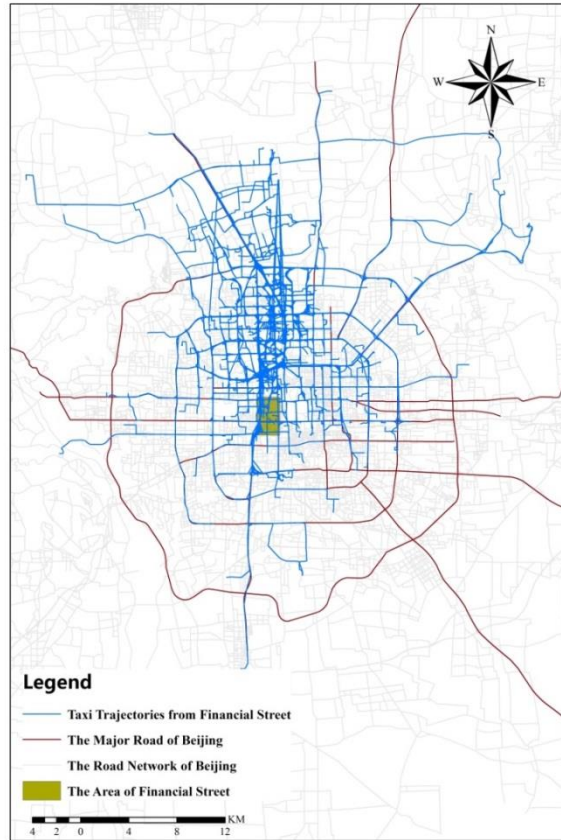 N
W E
S
Legend
Taxi Trajectories from Financial Street
The Major Road of Beijing
The Road Network of Beijing
The Area of Financial Street
KM
4 2 0 4 8 12